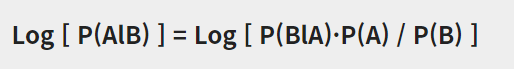 Log [ P(AlB) ] = Log [ P(BlA)·P(A) / P(B) ]